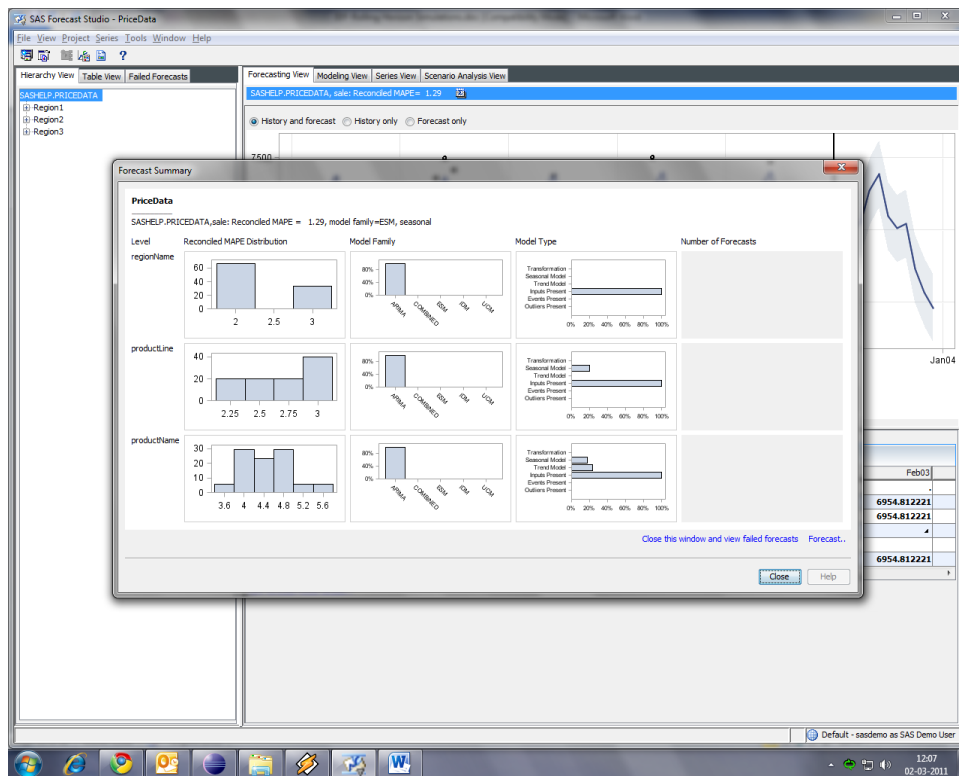 SAS Forecast Studio - PriceData
File View Project Series Tools Window Help
Hierarchy View Table View Failed Forecasts
SASHELP.PRICEDATA
Region1
Region2
Region3
Forecasting View Modeling View Series View Scenario Analysis View
SASHELP.PRICEDATA, sale: Reconciled MAPE= 1.29
History and forecast History only Forecast only
7500
Jan04
Forecast Summary
PriceData
SASHELP.PRICEDATA,sale: Reconciled MAPE = 1.29, model family=ESM, seasonal
Level Reconciled MAPE Distribution Model Family Model Type Number of Forecasts
regionName
60
40
20
0
2 2.5 3
80%
40%
0%
ARIMA COMBINED ESM IDM UCM
Transformation
Seasonal Model
Trend Model
Inputs Present
Events Present
Outliers Present
0% 20% 40% 60% 80% 100%
productLine
40
20
0
2.25 2.5 2.75 3
80%
40%
0%
ARIMA COMBINED ESM IDM UCM
Transformation
Seasonal Model
Trend Model
Inputs Present
Events Present
Outliers Present
0% 20% 40% 60% 80% 100%
productName
30
20
10
0
3.6 4 4.4 4.8 5.2 5.6
80%
40%
0%
ARIMA COMBINED ESM IDM UCM
Transformation
Seasonal Model
Trend Model
Inputs Present
Events Present
Outliers Present
0% 20% 40% 60% 80% 100%
Close this window and view failed forecasts Forecast..
Close Help
Feb03
.
6954.812221
6954.812221
6954.812221
Default - sasdemo as SAS Demo User
12:07
02-03-2011